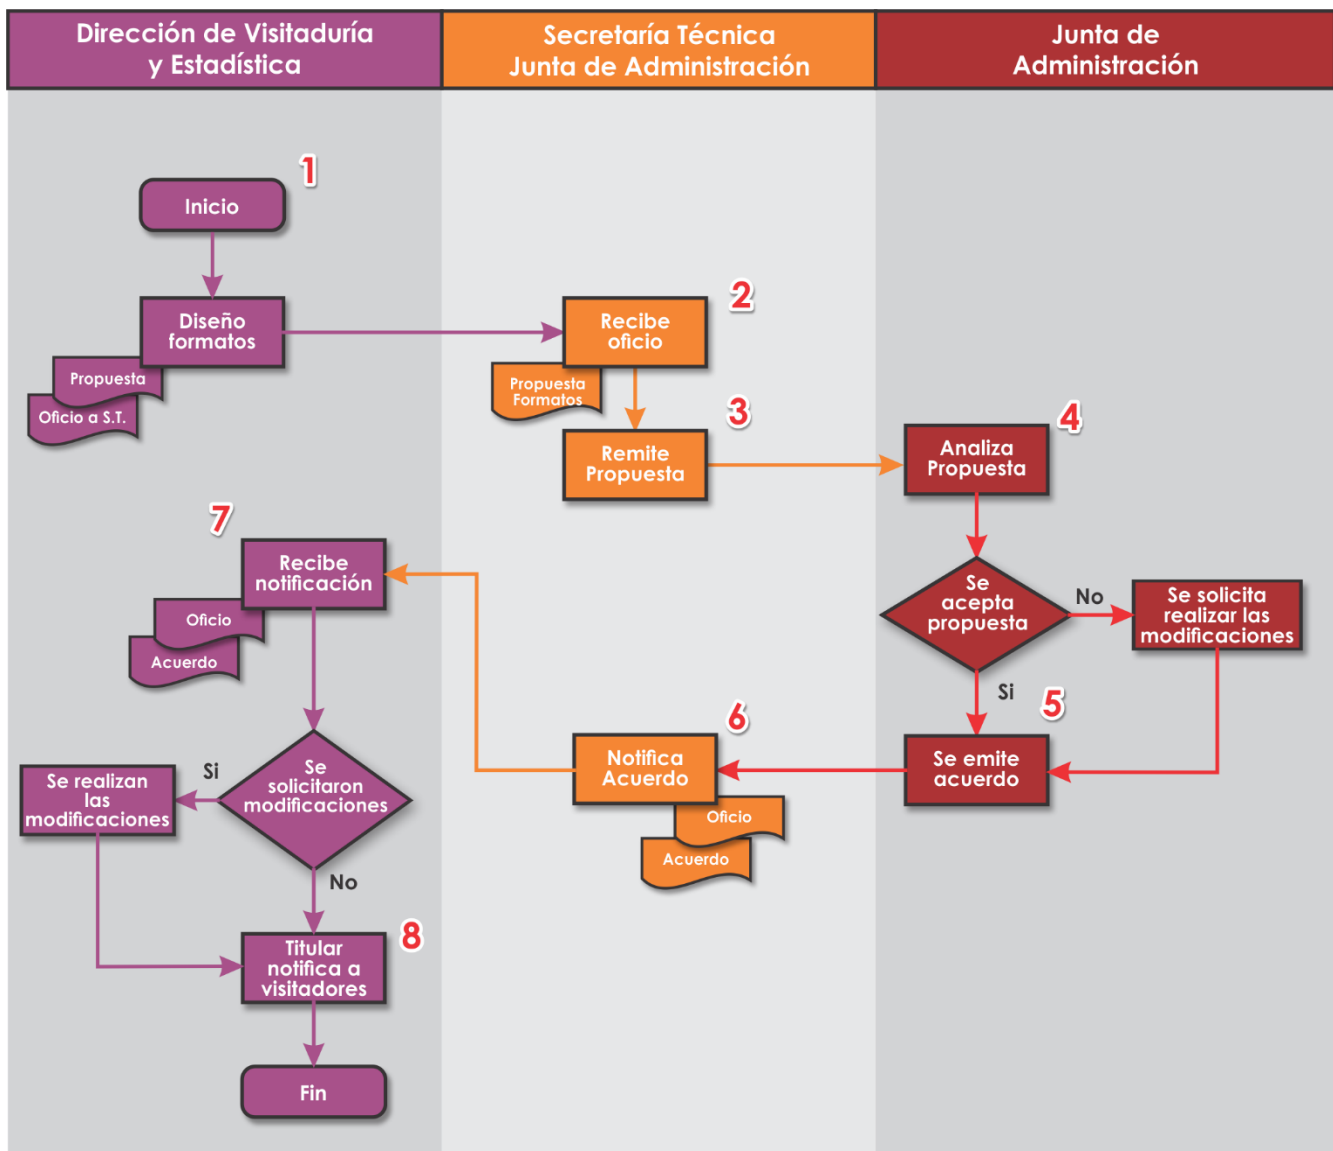 Dirección de Visitaduría
y Estadística
Secretaría Técnica
Junta de Administración
Junta de
Administración
1
Inicio
Diseño
formatos
Propuesta
Oficio a S.T.
2
Recibe
oficio
Propuesta
Formatos
3
Remite
Propuesta
4
Analiza
Propuesta
Se
acepta
propuesta
No
Se solicita
realizar las
modificaciones
Si
5
Se emite
acuerdo
6
Notifica
Acuerdo
Oficio
Acuerdo
7
Recibe
notificación
Oficio
Acuerdo
Se
solicitaron
modificaciones
Si
Se realizan
las
modificaciones
No
8
Titular
notifica a
visitadores
Fin